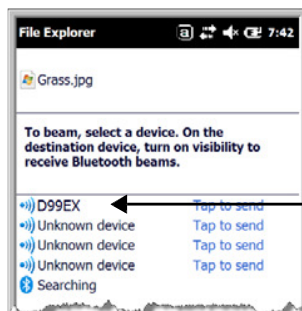 File Explorer 7:42
Grass.jpg
To beam, select a device. On the
destination device, turn on visibility to
receive Bluetooth beams.
D99EX Tap to send
Unknown device Tap to send
Unknown device Tap to send
Unknown device Tap to send
Searching